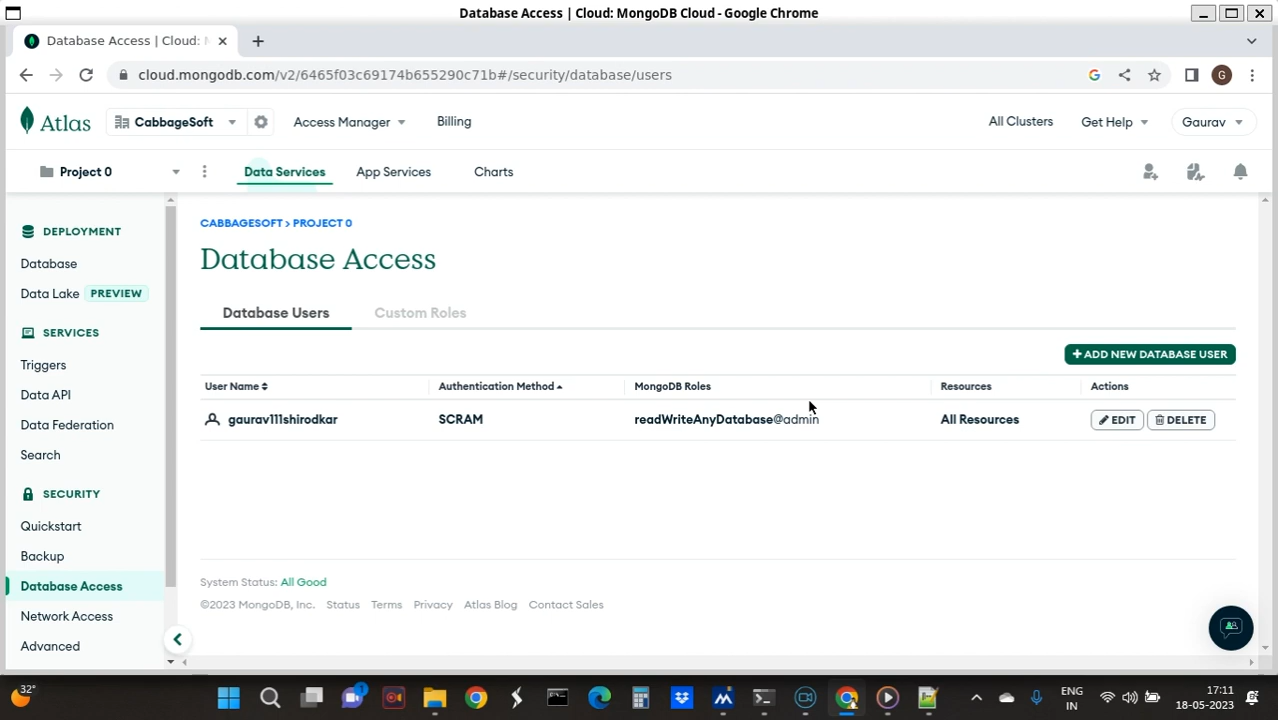 Database Access | Cloud: MongoDB Cloud - Google Chrome
Database Access | Cloud: M
cloud.mongodb.com/v2/6465f03c69174b655290c71b#/security/database/users
G
Atlas
CabbageSoft
Access Manager
Billing
All Clusters
Get Help
Gaurav
Project 0
Data Services
App Services
Charts
DEPLOYMENT
Database
Data Lake PREVIEW
SERVICES
Triggers
Data API
Data Federation
Search
SECURITY
Quickstart
Backup
Database Access
Network Access
Advanced
CABBAGESOFT > PROJECT 0
Database Access
Database Users
Custom Roles
+ ADD NEW DATABASE USER
User Name Authentication Method MongoDB Roles Resources Actions
gaurav111shirodkar SCRAM readWriteAnyDatabase@admin All Resources EDIT DELETE
System Status: All Good
©2023 MongoDB, Inc. Status Terms Privacy Atlas Blog Contact Sales
32°
ENG
IN
17:11
18-05-2023